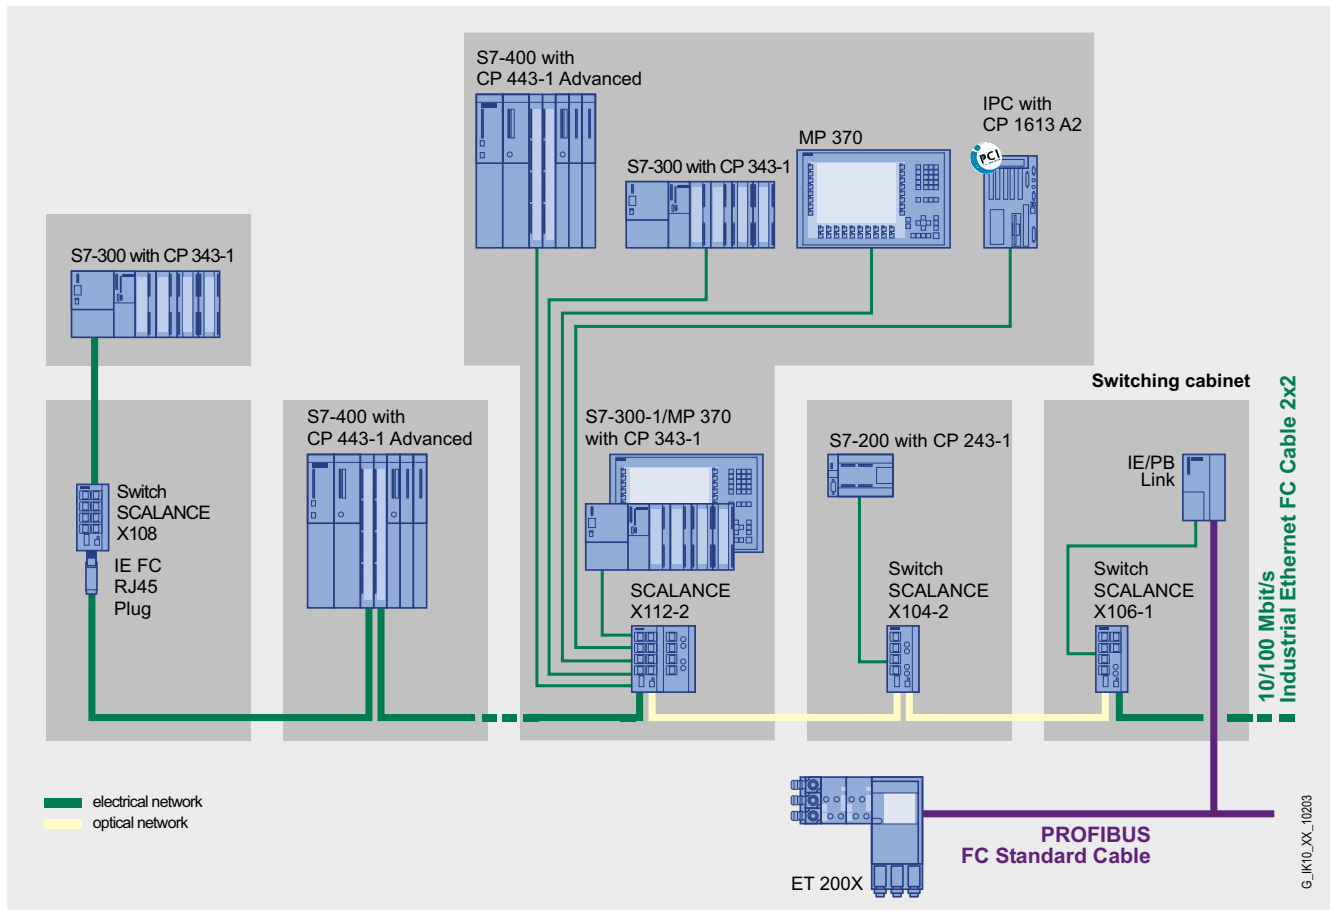 S7-400 with
CP 443-1 Advanced
S7-300 with CP 343-1
MP 370
IPC with
CP 1613 A2
PCI
S7-300 with CP 343-1
Switching cabinet
S7-400 with
CP 443-1 Advanced
S7-300-1/MP 370
with CP 343-1
S7-200 with CP 243-1
IE/PB
Link
Switch
SCALANCE
X108
IE FC
RJ45
Plug
SCALANCE
X112-2
Switch
SCALANCE
X104-2
Switch
SCALANCE
X106-1
10/100 Mbit/s
Industrial Ethernet FC Cable 2x2
electrical network
optical network
PROFIBUS
FC Standard Cable
ET 200X
G_IK10_XX_10203